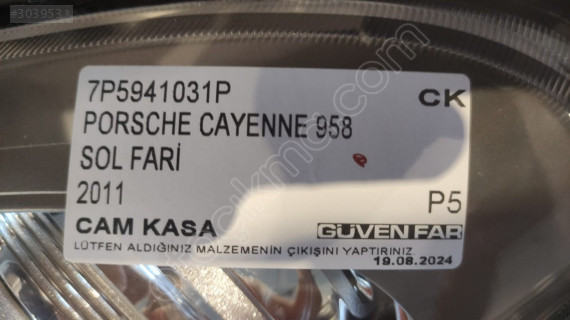 #303953
7P5941031P CK
PORSCHE CAYENNE 958
SOL FARİ
2011 P5
CAM KASA GÜVEN FAR
LÜTFEN ALDIĞINIZ MALZEMENİN ÇIKIŞINI YAPTIRINIZ
19.08.2024